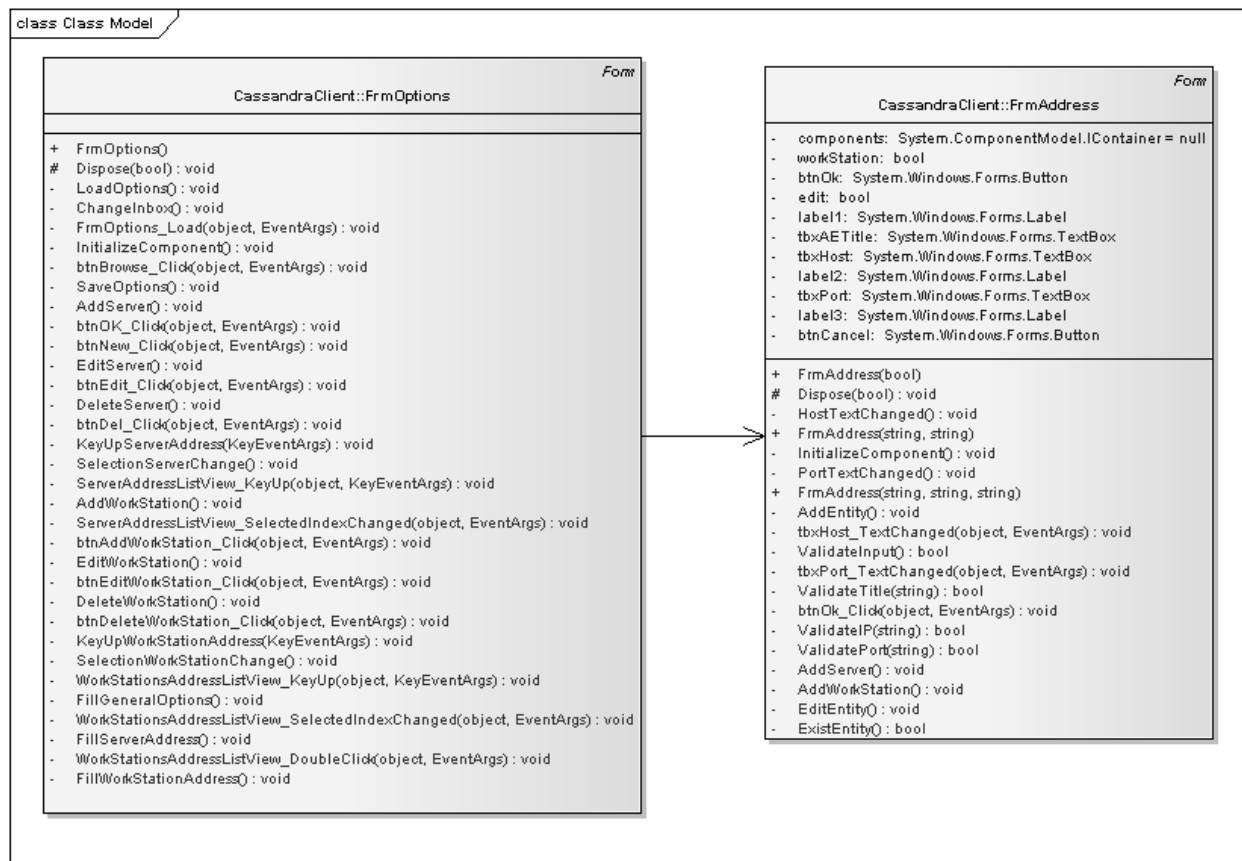 class Class Model
Form
CassandraClient::FrmOptions
+ FrmOptions()
# Dispose(bool) : void
- LoadOptions() : void
- ChangeInbox() : void
- FrmOptions_Load(object, EventArgs) : void
- InitializeComponent() : void
- btnBrowse_Click(object, EventArgs) : void
- SaveOptions() : void
- AddServer() : void
- btnOK_Click(object, EventArgs) : void
- btnNew_Click(object, EventArgs) : void
- EditServer() : void
- btnEdit_Click(object, EventArgs) : void
- DeleteServer() : void
- btnDel_Click(object, EventArgs) : void
- KeyUpServerAddress(KeyEventArgs) : void
- SelectionServerChange() : void
- ServerAddressListView_KeyUp(object, KeyEventArgs) : void
- AddWorkStation() : void
- ServerAddressListView_SelectedIndexChanged(object, EventArgs) : void
- btnAddWorkStation_Click(object, EventArgs) : void
- EditWorkStation() : void
- btnEditWorkStation_Click(object, EventArgs) : void
- DeleteWorkStation() : void
- btnDeleteWorkStation_Click(object, EventArgs) : void
- KeyUpWorkStationAddress(KeyEventArgs) : void
- SelectionWorkStationChange() : void
- WorkStationsAddressListView_KeyUp(object, KeyEventArgs) : void
- FillGeneralOptions() : void
- WorkStationsAddressListView_SelectedIndexChanged(object, EventArgs) : void
- FillServerAddress() : void
- WorkStationsAddressListView_DoubleClick(object, EventArgs) : void
- FillWorkStationAddress() : void
Form
CassandraClient::FrmAddress
- components: System.ComponentModel.IContainer = null
- workStation: bool
- btnOk: System.Windows.Forms.Button
- edit: bool
- label1: System.Windows.Forms.Label
- tbxAETitle: System.Windows.Forms.TextBox
- tbxHost: System.Windows.Forms.TextBox
- label2: System.Windows.Forms.Label
- tbxPort: System.Windows.Forms.TextBox
- label3: System.Windows.Forms.Label
- btnCancel: System.Windows.Forms.Button
+ FrmAddress(bool)
# Dispose(bool) : void
- HostTextChanged() : void
+ FrmAddress(string, string)
- InitializeComponent() : void
- PortTextChanged() : void
+ FrmAddress(string, string, string)
- AddEntity() : void
- tbxHost_TextChanged(object, EventArgs) : void
- ValidateInput() : bool
- tbxPort_TextChanged(object, EventArgs) : void
- ValidateTitle(string) : bool
- btnOk_Click(object, EventArgs) : void
- ValidateIP(string) : bool
- ValidatePort(string) : bool
- AddServer() : void
- AddWorkStation() : void
- EditEntity() : void
- ExistEntity() : bool